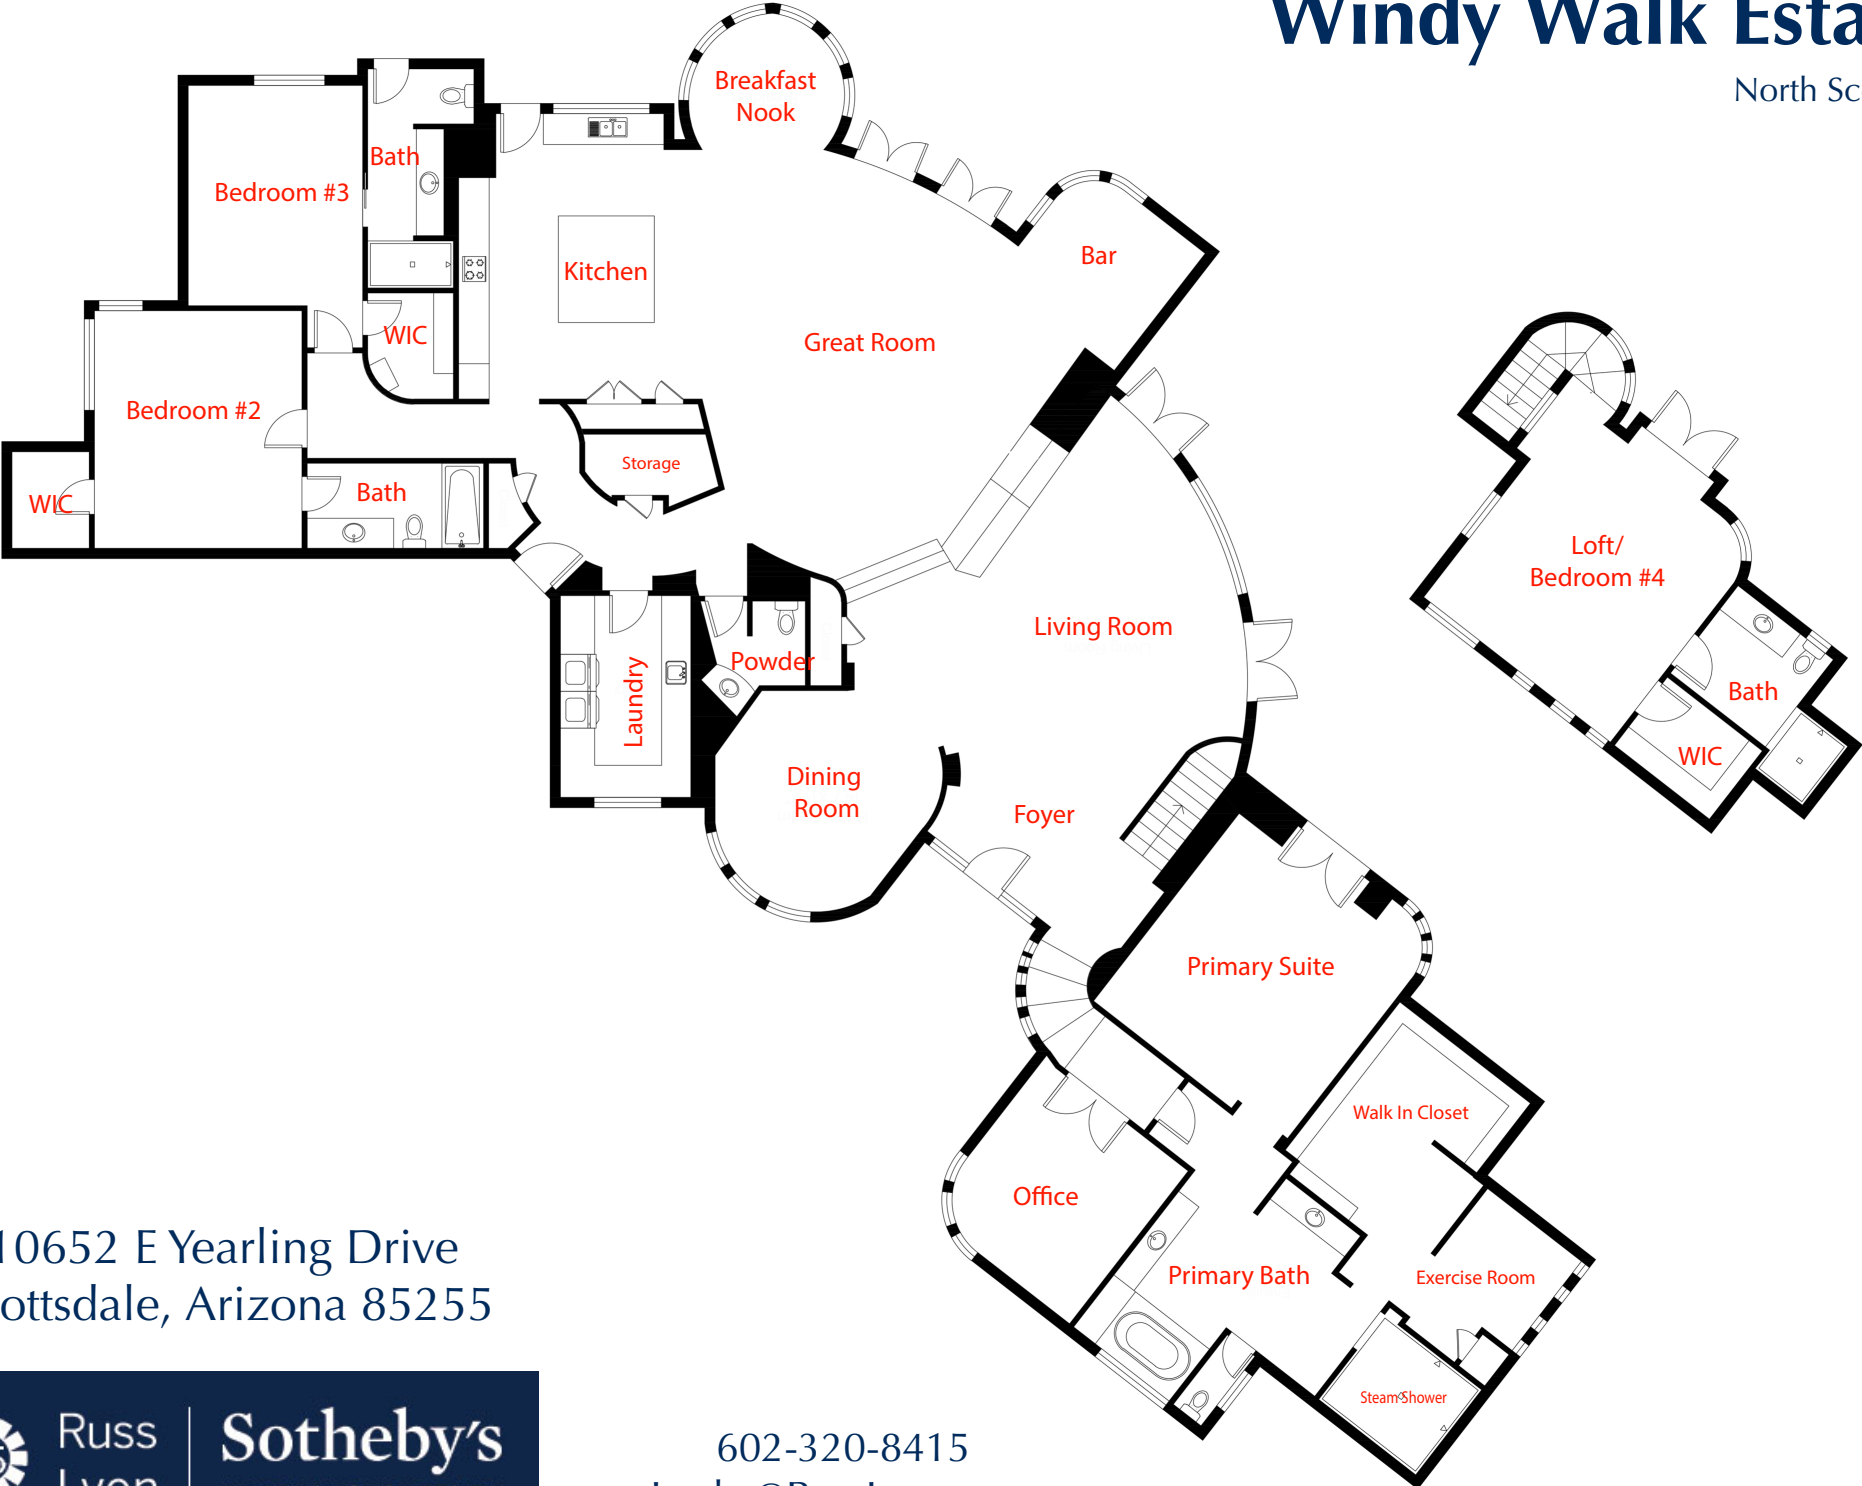 Windy Walk Esta
North Sc
Breakfast
Nook
Bath
Bedroom #3
Bar
Kitchen
WIC
Great Room
Bedroom #2
Storage
WIC
Bath
Loft/
Bedroom #4
Living Room
Powder
Laundry
Bath
WIC
Dining
Room
Foyer
Primary Suite
Walk In Closet
Office
Primary Bath
Exercise Room
Steam Shower
10652 E Yearling Drive
ottsdale, Arizona 85255
Russ
Lyon
Sotheby's
602-320-8415